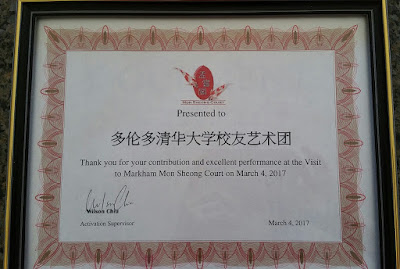 Presented to
多伦多清华大学校友艺术团
Thank you for your contribution and excellent performance at the Visit
to Markham Mon Sheong Court on March 4, 2017
Wilson Chiu
Activation Supervisor
March 4, 2017